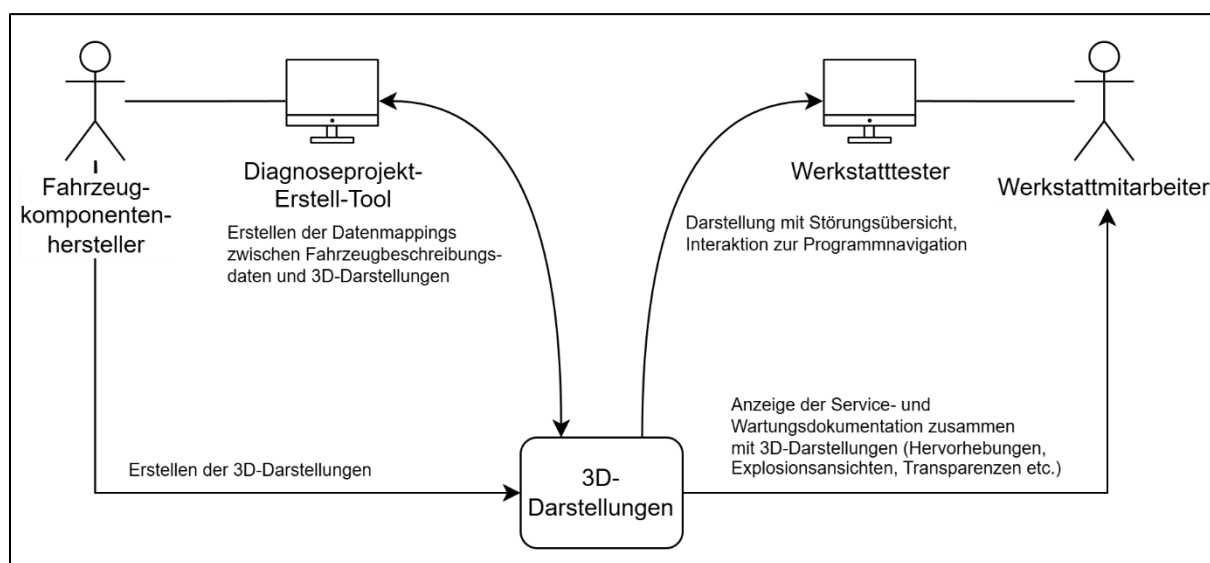 Fahrzeug-
komponenten-
hersteller
Diagnoseprojekt-
Erstell-Tool
Erstellen der Datenmappings
zwischen Fahrzeugbeschreibungs-
daten und 3D-Darstellungen
Werkstatttester
Darstellung mit Störungsübersicht,
Interaktion zur Programmnavigation
Werkstattmitarbeiter
Erstellen der 3D-Darstellungen
3D-
Darstellungen
Anzeige der Service- und
Wartungsdokumentation zusammen
mit 3D-Darstellungen (Hervorhebungen,
Explosionsansichten, Transparenzen etc.)